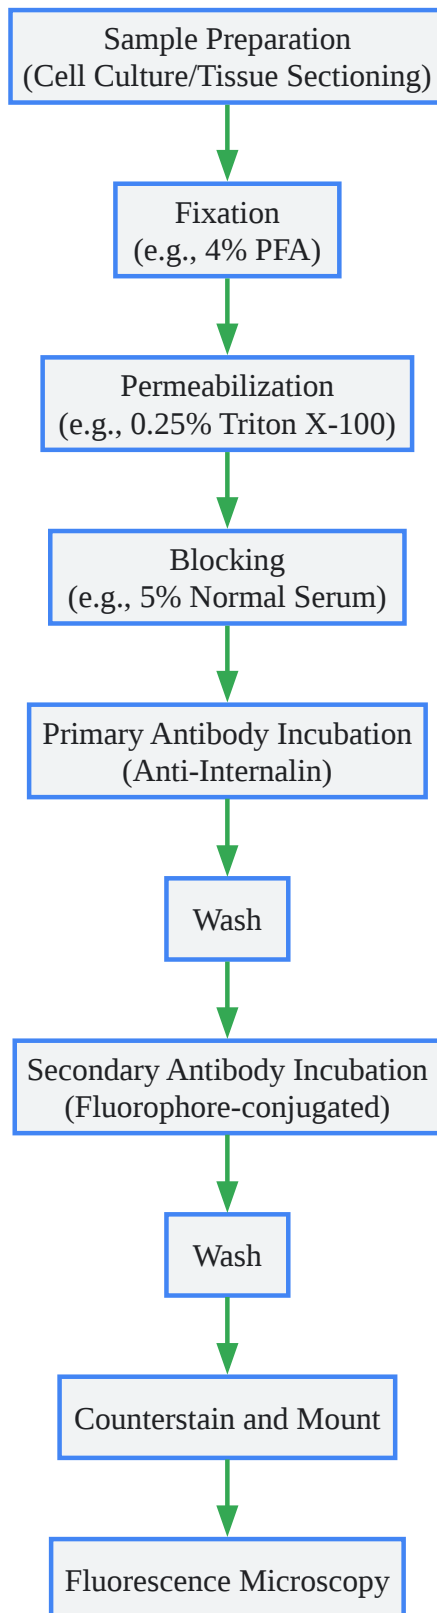 Sample Preparation
(Cell Culture/Tissue Sectioning)
Fixation
(e.g., 4% PFA)
Permeabilization
(e.g., 0.25% Triton X-100)
Blocking
(e.g., 5% Normal Serum)
Primary Antibody Incubation
(Anti-Internalin)
Wash
Secondary Antibody Incubation
(Fluorophore-conjugated)
Wash
Counterstain and Mount
Fluorescence Microscopy